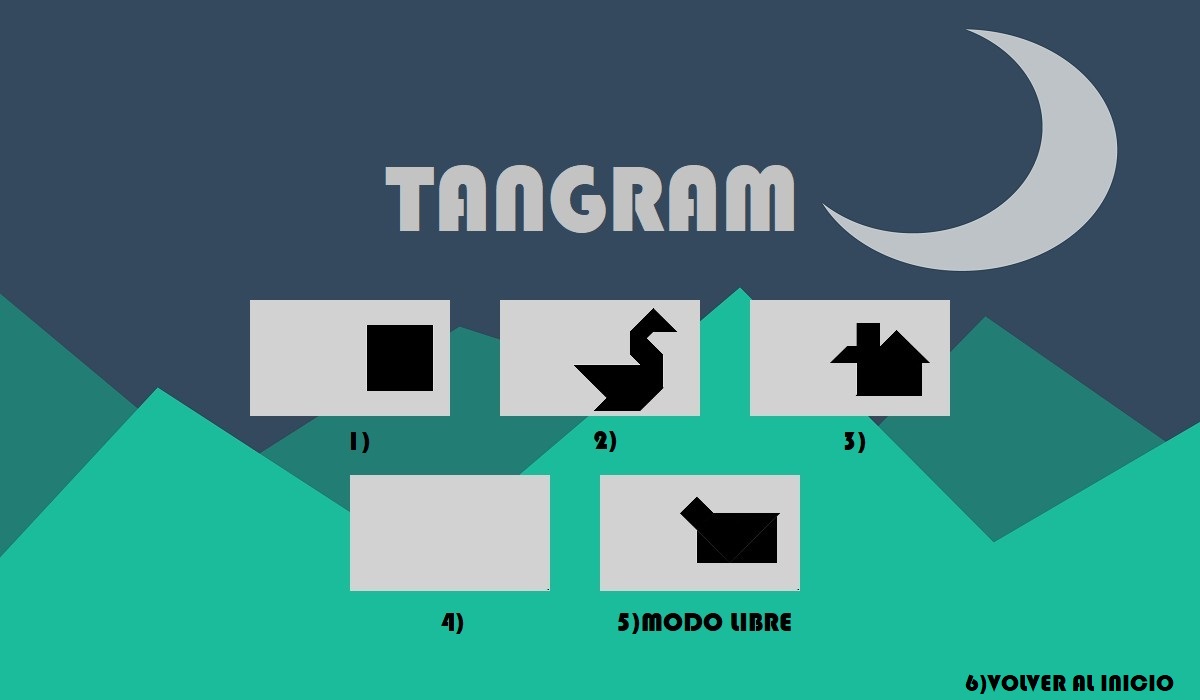 TANGRAM
1)
2)
3)
4)
5)MODO LIBRE
6)VOLVER AL INICIO